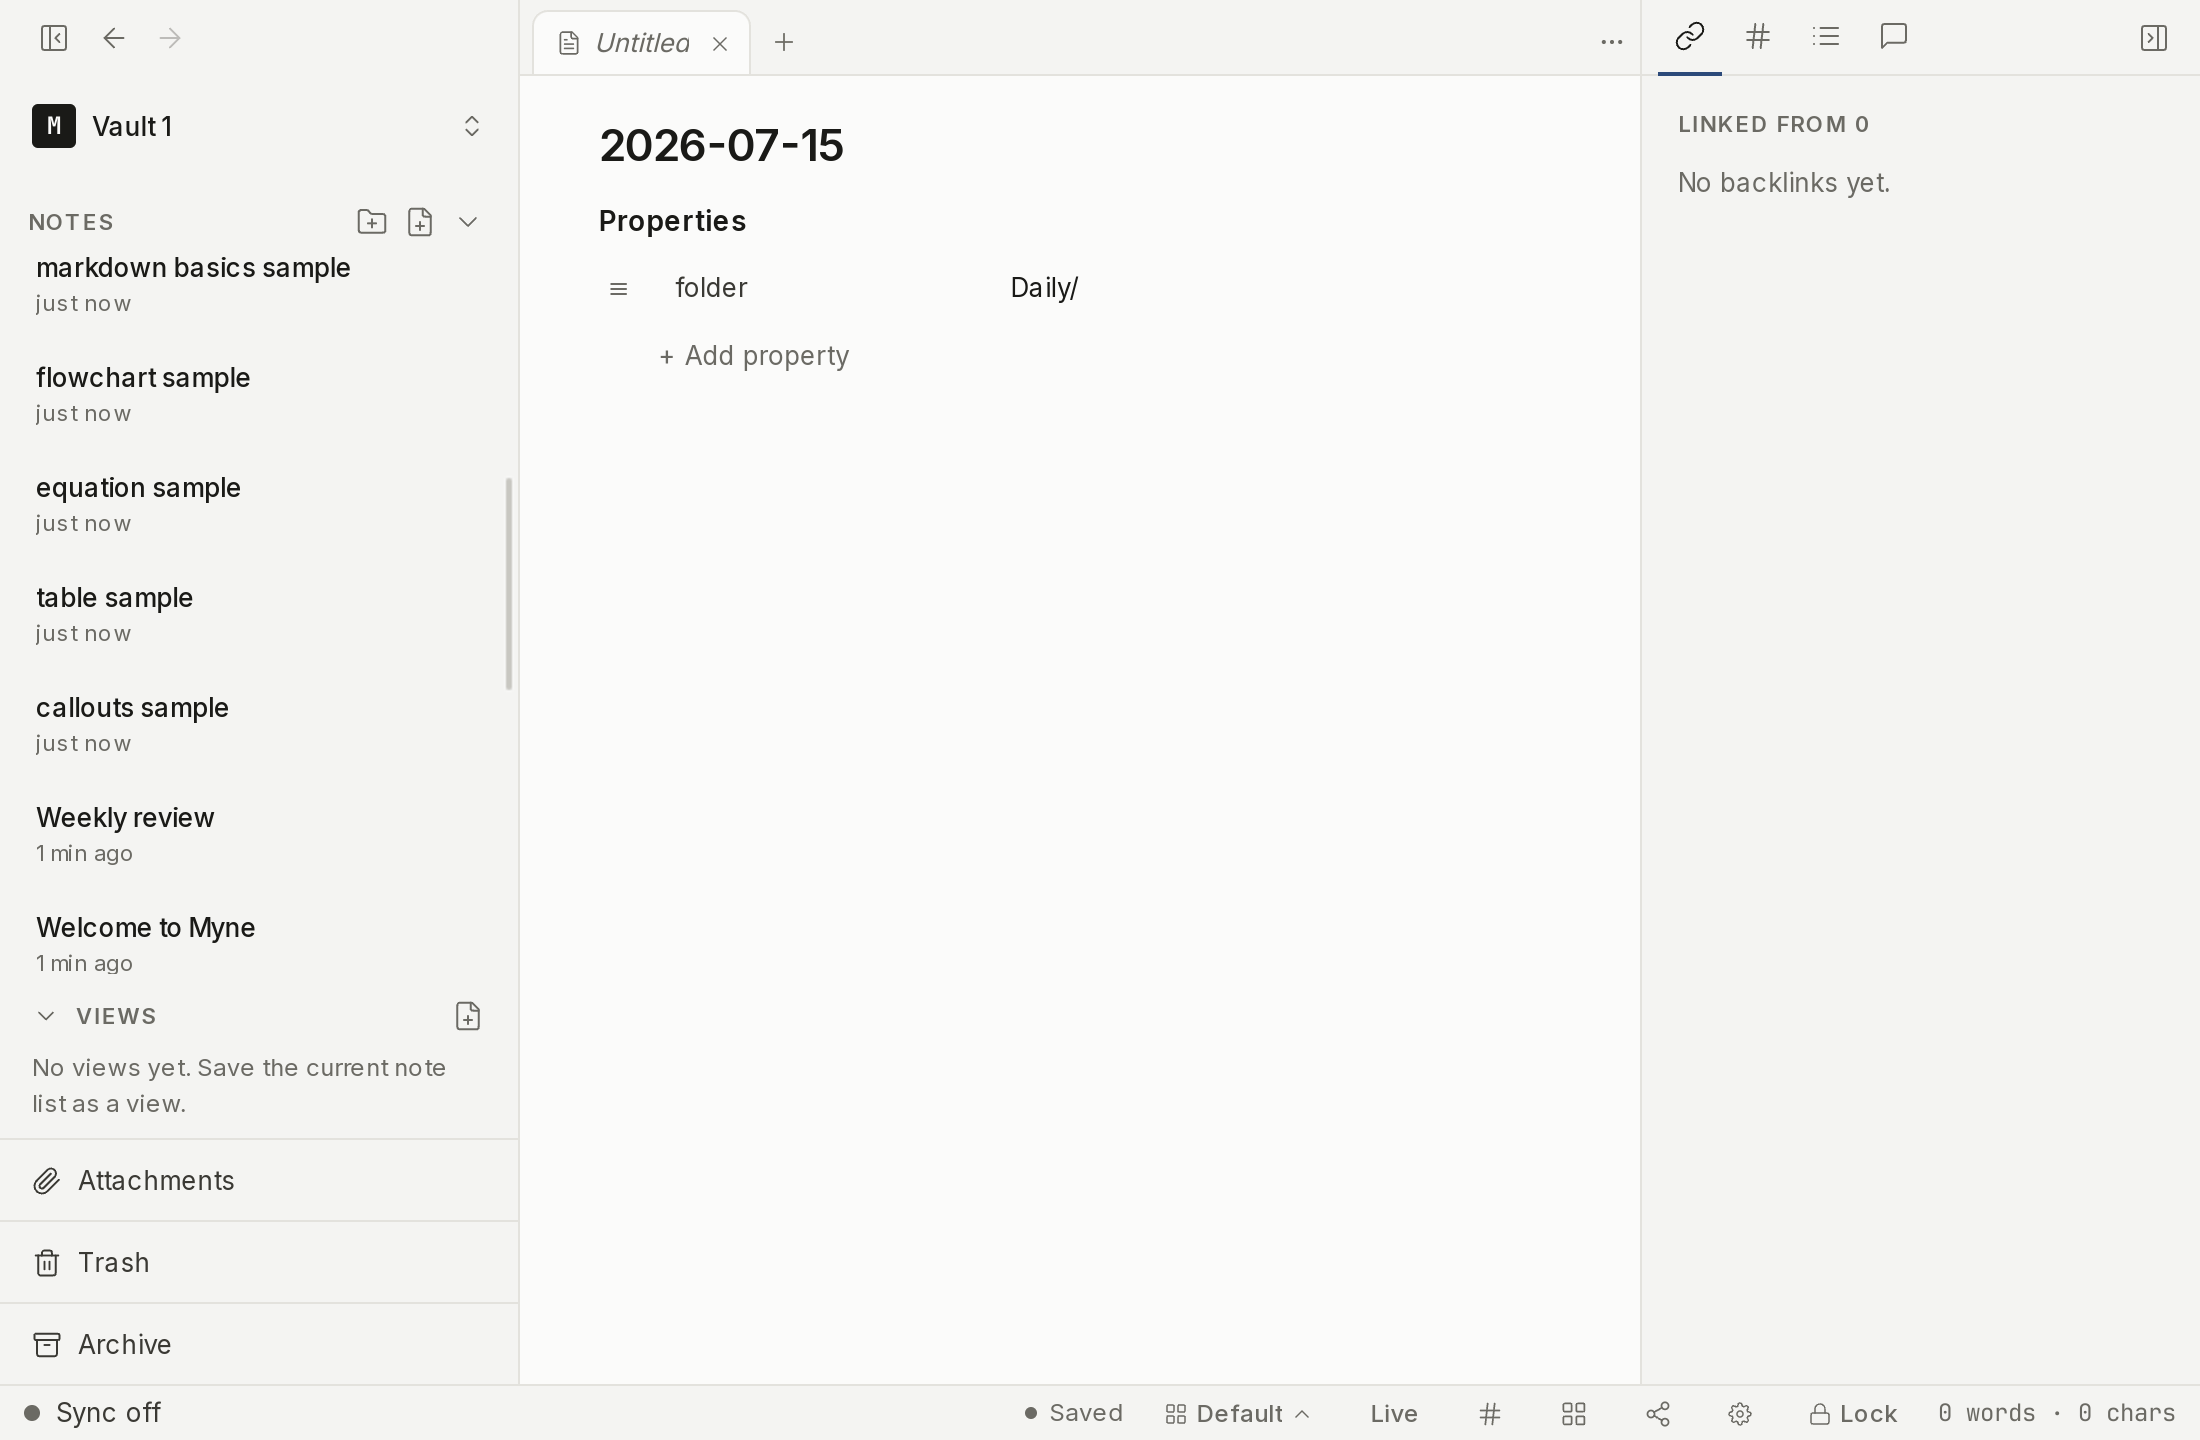 M Vault 1
NOTES
markdown basics sample
just now
flowchart sample
just now
equation sample
just now
table sample
just now
callouts sample
just now
Weekly review
1 min ago
Welcome to Myne
1 min ago
VIEWS
No views yet. Save the current note
list as a view.
Attachments
Trash
Archive
Untitled
2026-07-15
Properties
folder Daily/
+ Add property
LINKED FROM 0
No backlinks yet.
Sync off
Saved Default Live Lock 0 words · 0 chars